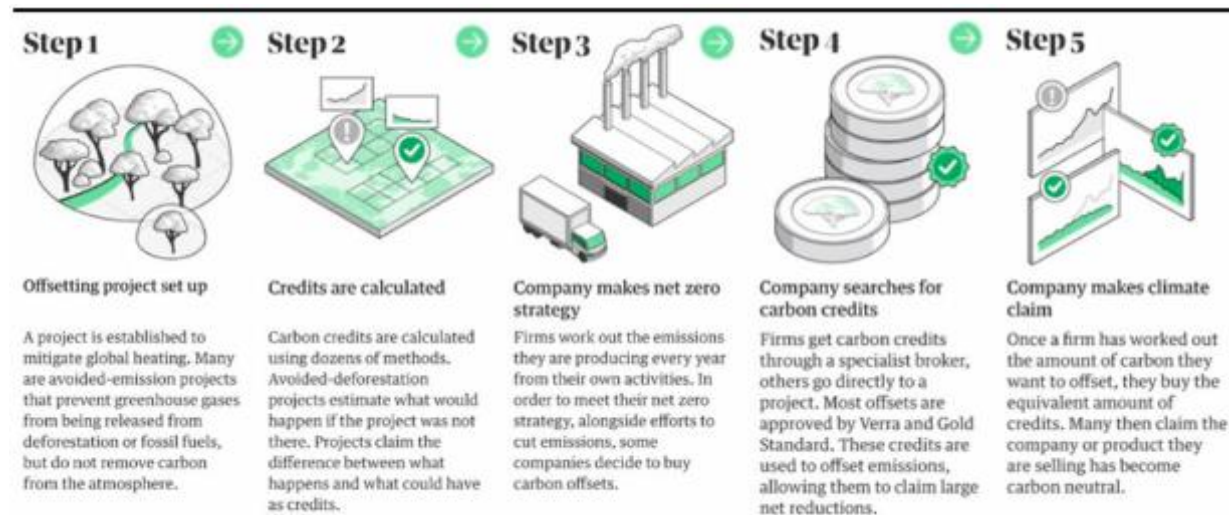 Step 1
Offsetting project set up
A project is established to
mitigate global heating. Many
are avoided-emission projects
that prevent greenhouse gases
from being released from
deforestation or fossil fuels,
but do not remove carbon
from the atmosphere.
Step 2
Credits are calculated
Carbon credits are calculated
using dozens of methods.
Avoided-deforestation
projects estimate what would
happen if the project was not
there. Projects claim the
difference between what
happens and what could have
as credits.
Step 3
Company makes net zero
strategy
Firms work out the emissions
they are producing every year
from their own activities. In
order to meet their net zero
strategy, alongside efforts to
cut emissions, some
companies decide to buy
carbon offsets.
Step 4
Company searches for
carbon credits
Firms get carbon credits
through a specialist broker,
others go directly to a
project. Most offsets are
approved by Verra and Gold
Standard. These credits are
used to offset emissions,
allowing them to claim large
net reductions.
Step 5
Company makes climate
claim
Once a firm has worked out
the amount of carbon they
want to offset, they buy the
equivalent amount of
credits. Many then claim the
company or product they
are selling has become
carbon neutral.